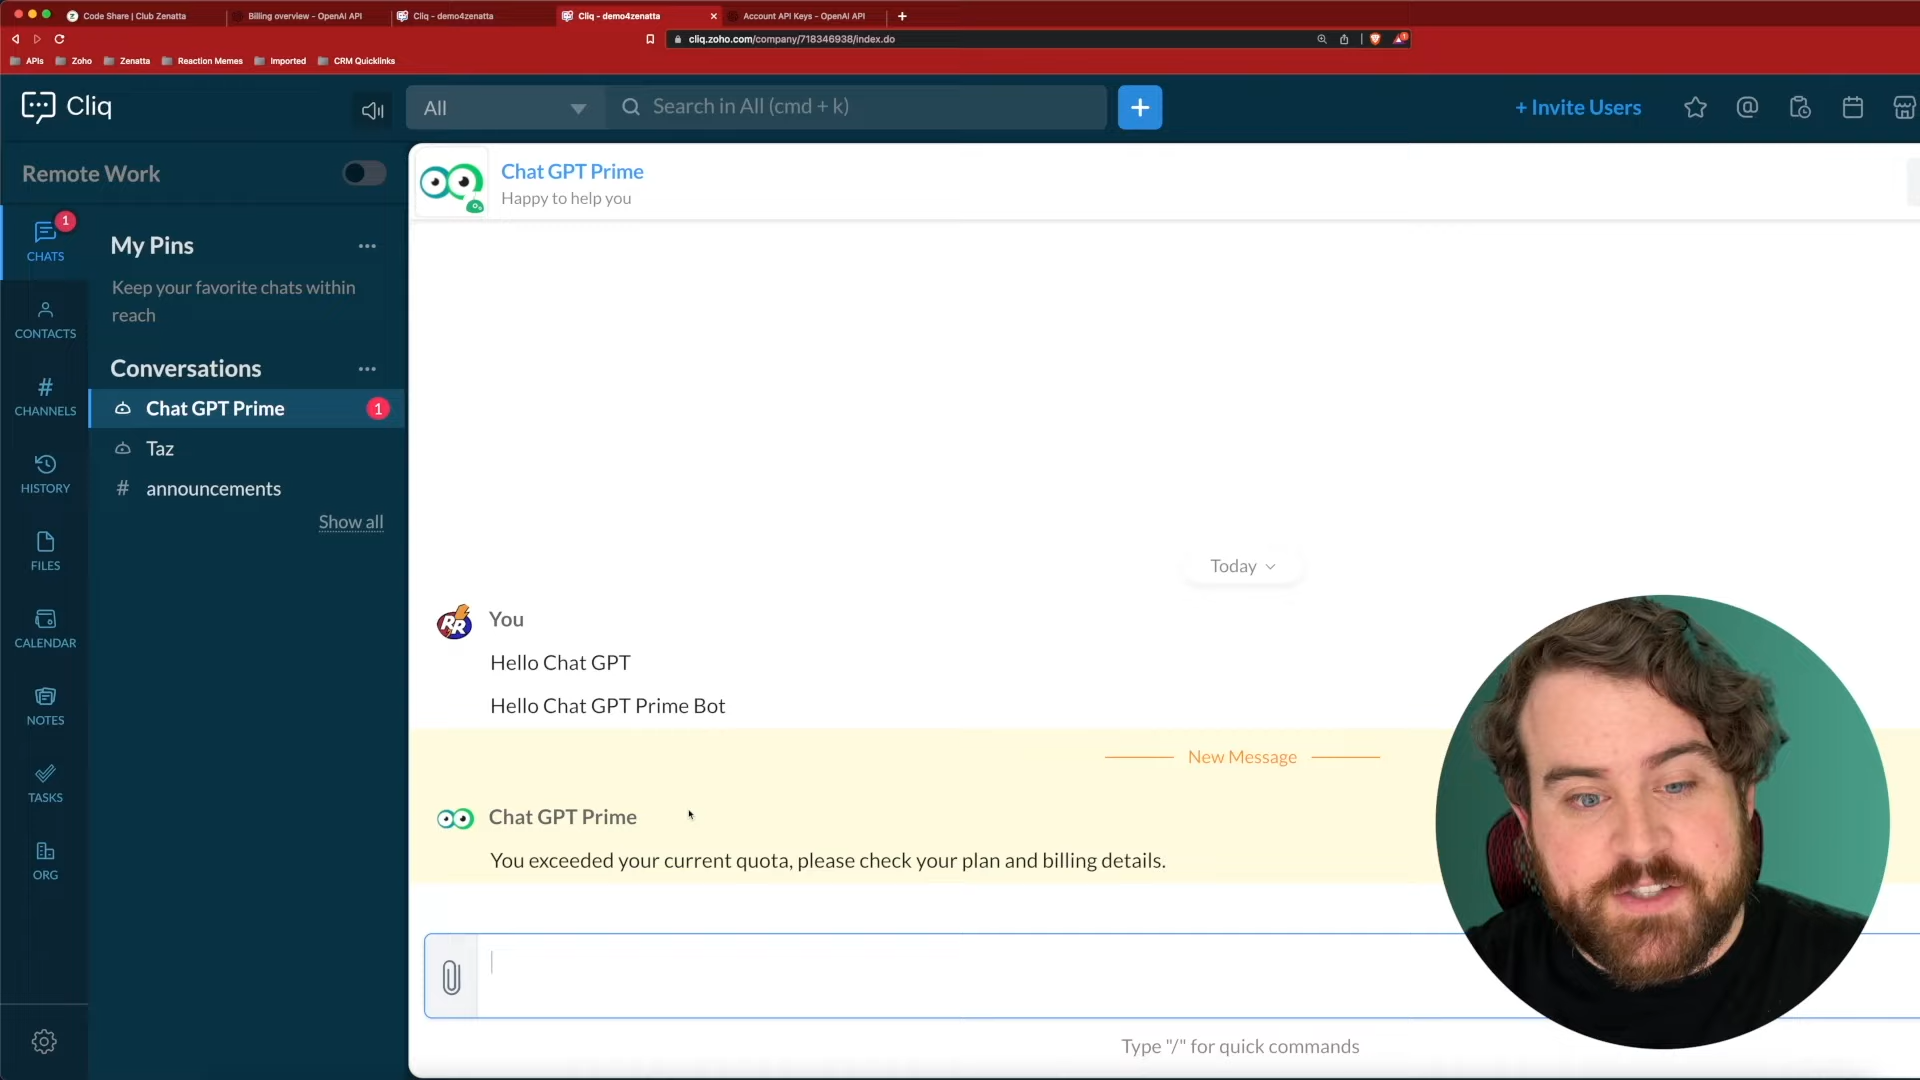 Code Share | Club Zenatta
Billing overview - OpenAI API
Cliq - demo4zenatta
Cliq - demo4zenatta
Account API Keys - OpenAI API
cliq.zoho.com/company/718346938/index.do
APIs
Zoho
Zenatta
Reaction Memes
Imported
CRM Quicklinks
Cliq
All
Search in All (cmd + k)
+ Invite Users
Remote Work
Chat GPT Prime
Happy to help you
1
CHATS
CONTACTS
CHANNELS
HISTORY
FILES
CALENDAR
NOTES
TASKS
ORG
My Pins
Keep your favorite chats within
reach
Conversations
Chat GPT Prime
1
Taz
# announcements
Show all
Today
RR
You
Hello Chat GPT
Hello Chat GPT Prime Bot
New Message
Chat GPT Prime
You exceeded your current quota, please check your plan and billing details.
Type "/" for quick commands